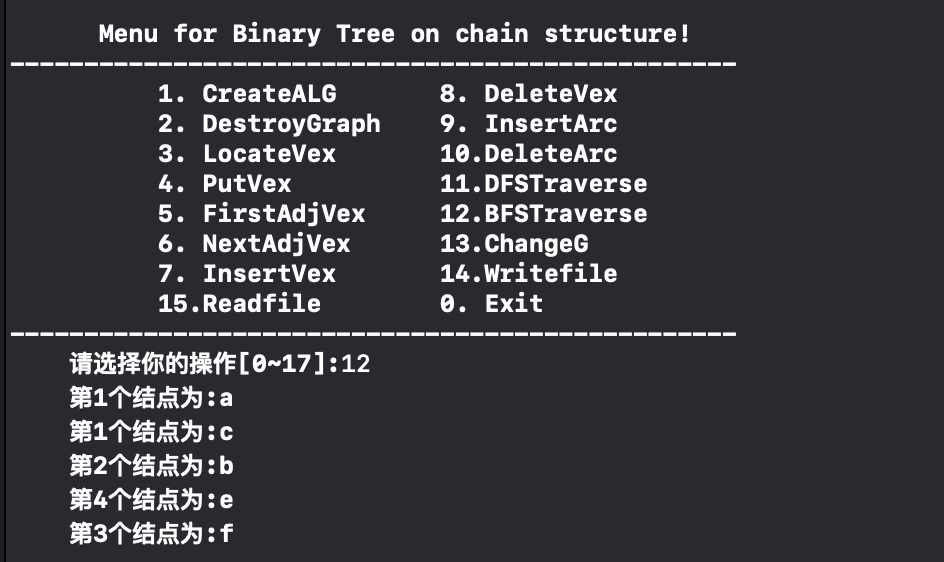 Menu for Binary Tree on chain structure!
-------------------------------------------------
1. CreateALG 8. DeleteVex
2. DestroyGraph 9. InsertArc
3. LocateVex 10.DeleteArc
4. PutVex 11.DFSTraverse
5. FirstAdjVex 12.BFSTraverse
6. NextAdjVex 13.ChangeG
7. InsertVex 14.Writefile
15.Readfile 0. Exit
-------------------------------------------------
请选择你的操作[0~17]:12
第1个结点为:a
第1个结点为:c
第2个结点为:b
第4个结点为:e
第3个结点为:f